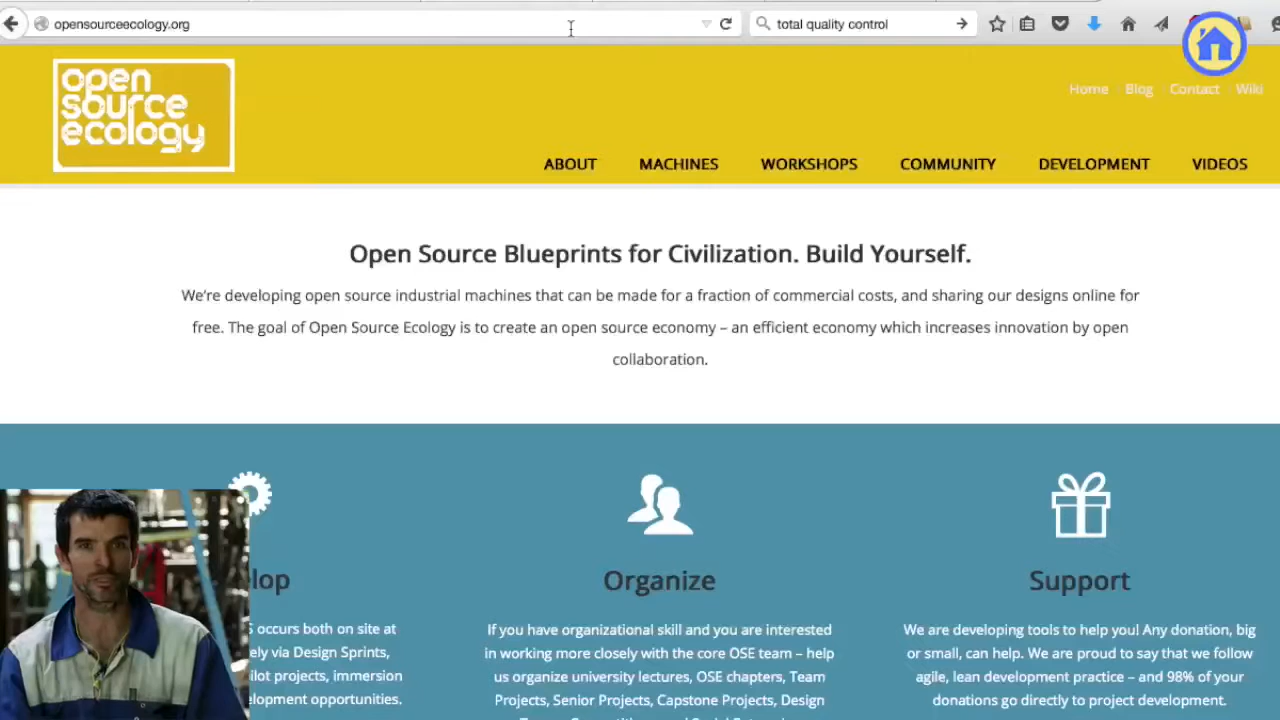 opensourceecology.org
total quality control
open
source
ecology
Home Blog Contact Wiki
ABOUT MACHINES WORKSHOPS COMMUNITY DEVELOPMENT VIDEOS
Open Source Blueprints for Civilization. Build Yourself.
We're developing open source industrial machines that can be made for a fraction of commercial costs, and sharing our designs online for
free. The goal of Open Source Ecology is to create an open source economy – an efficient economy which increases innovation by open
collaboration.
lop
occurs both on site at
ely via Design Sprints,
ilot projects, immersion
lopment opportunities.
Organize
If you have organizational skill and you are interested
in working more closely with the core OSE team – help
us organize university lectures, OSE chapters, Team
Projects, Senior Projects, Capstone Projects, Design
Support
We are developing tools to help you! Any donation, big
or small, can help. We are proud to say that we follow
agile, lean development practice – and 98% of your
donations go directly to project development.